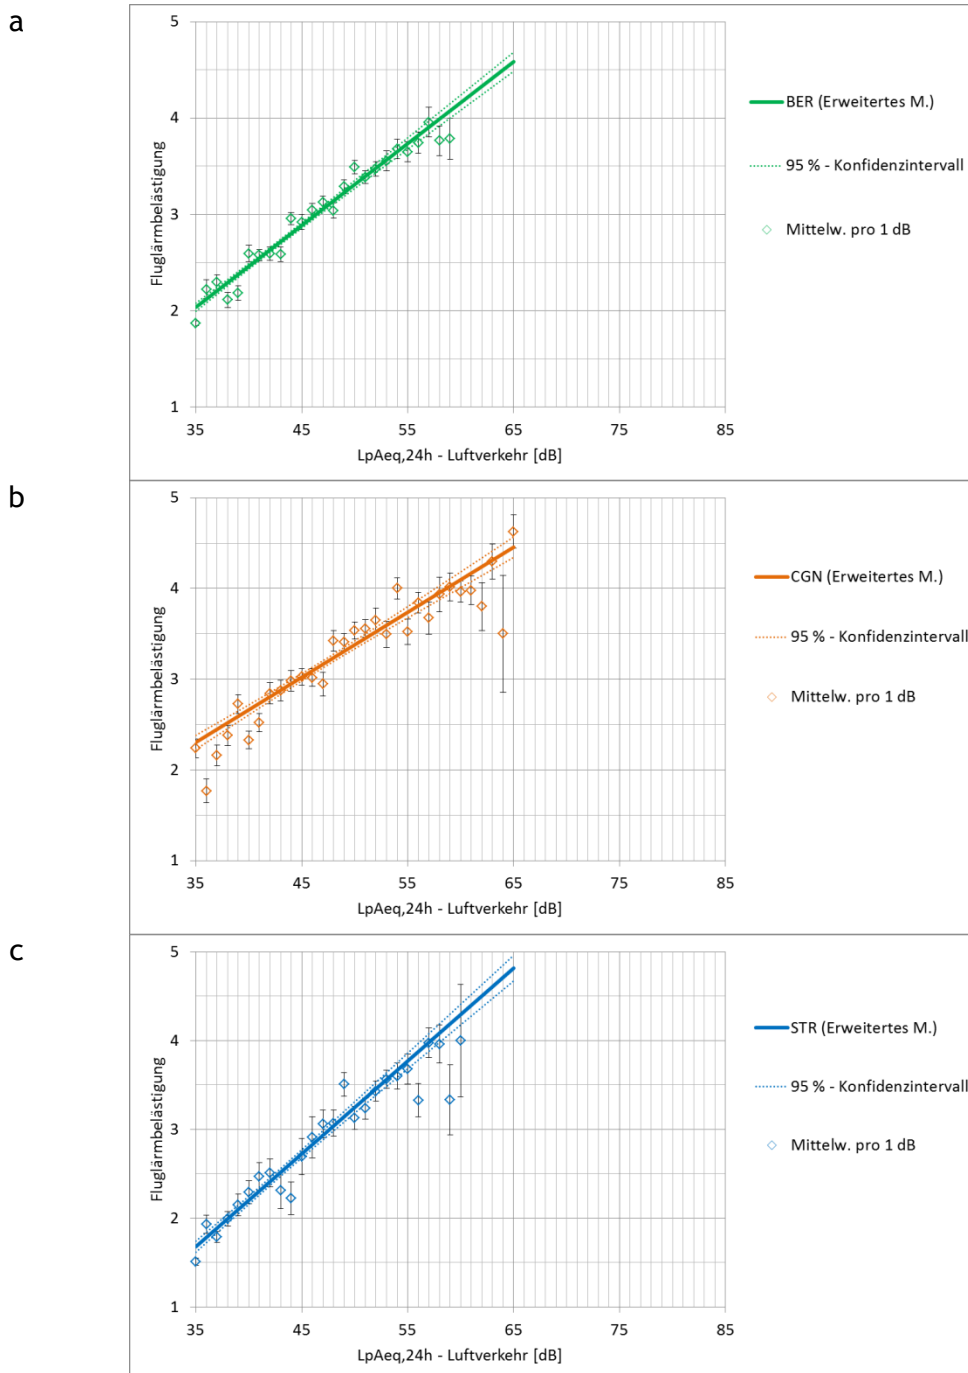 a
5
4
3
2
1
Fluglärmbelästigung
35 45 55 65 75 85
LpAeq,24h - Luftverkehr [dB]
BER (Erweitertes M.)
95 % - Konfidenzintervall
Mittelw. pro 1 dB
b
5
4
3
2
1
Fluglärmbelästigung
35 45 55 65 75 85
LpAeq,24h - Luftverkehr [dB]
CGN (Erweitertes M.)
95 % - Konfidenzintervall
Mittelw. pro 1 dB
c
5
4
3
2
1
Fluglärmbelästigung
35 45 55 65 75 85
LpAeq,24h - Luftverkehr [dB]
STR (Erweitertes M.)
95 % - Konfidenzintervall
Mittelw. pro 1 dB